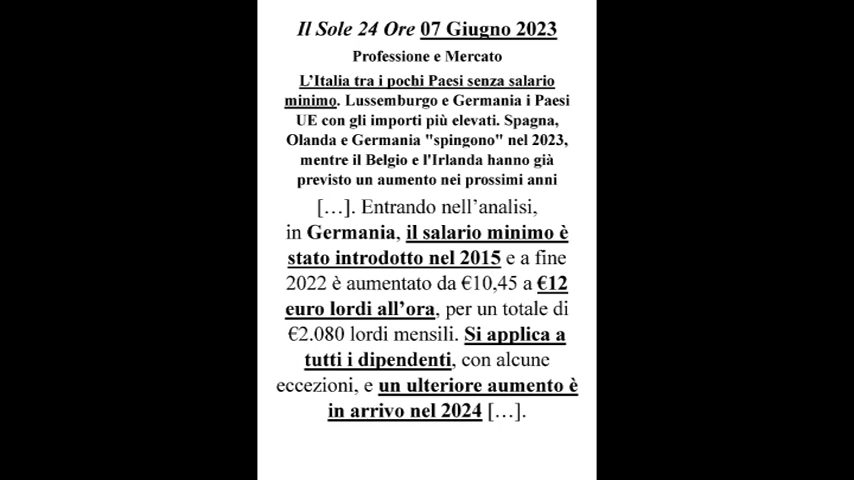 Il Sole 24 Ore 07 Giugno 2023
Professione e Mercato
L'Italia tra i pochi Paesi senza salario
minimo. Lussemburgo e Germania i Paesi
UE con gli importi più elevati. Spagna,
Olanda e Germania "spingono" nel 2023,
mentre il Belgio e l'Irlanda hanno già
previsto un aumento nei prossimi anni
[…]. Entrando nell'analisi,
in Germania, il salario minimo è
stato introdotto nel 2015 e a fine
2022 è aumentato da €10,45 a €12
euro lordi all'ora, per un totale di
€2.080 lordi mensili. Si applica a
tutti i dipendenti, con alcune
eccezioni, e un ulteriore aumento è
in arrivo nel 2024 […].